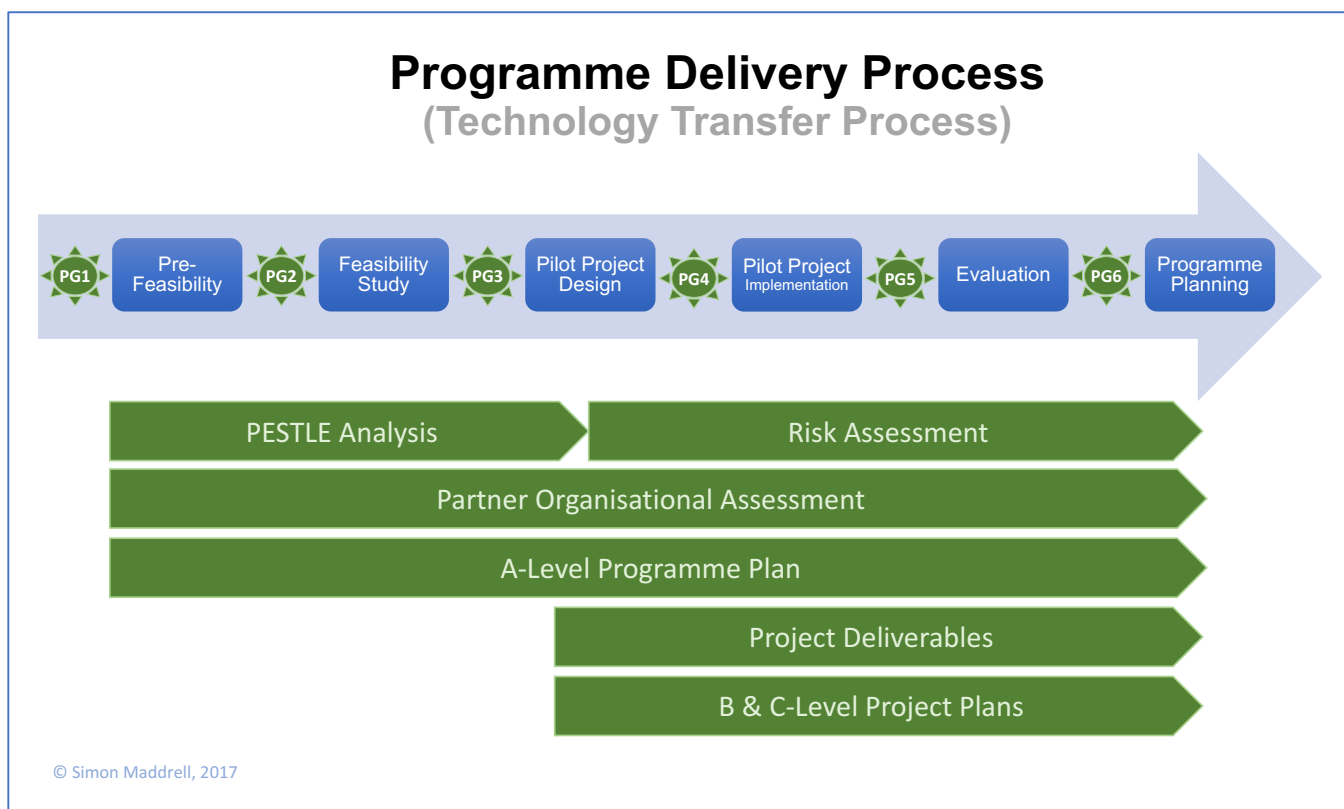 Programme Delivery Process
(Technology Transfer Process)
PG1
Pre-
Feasibility
PG2
Feasibility
Study
PG3
Pilot Project
Design
PG4
Pilot Project
Implementation
PG5
Evaluation
PG6
Programme
Planning
PESTLE Analysis
Risk Assessment
Partner Organisational Assessment
A-Level Programme Plan
Project Deliverables
B & C-Level Project Plans
© Simon Maddrell, 2017